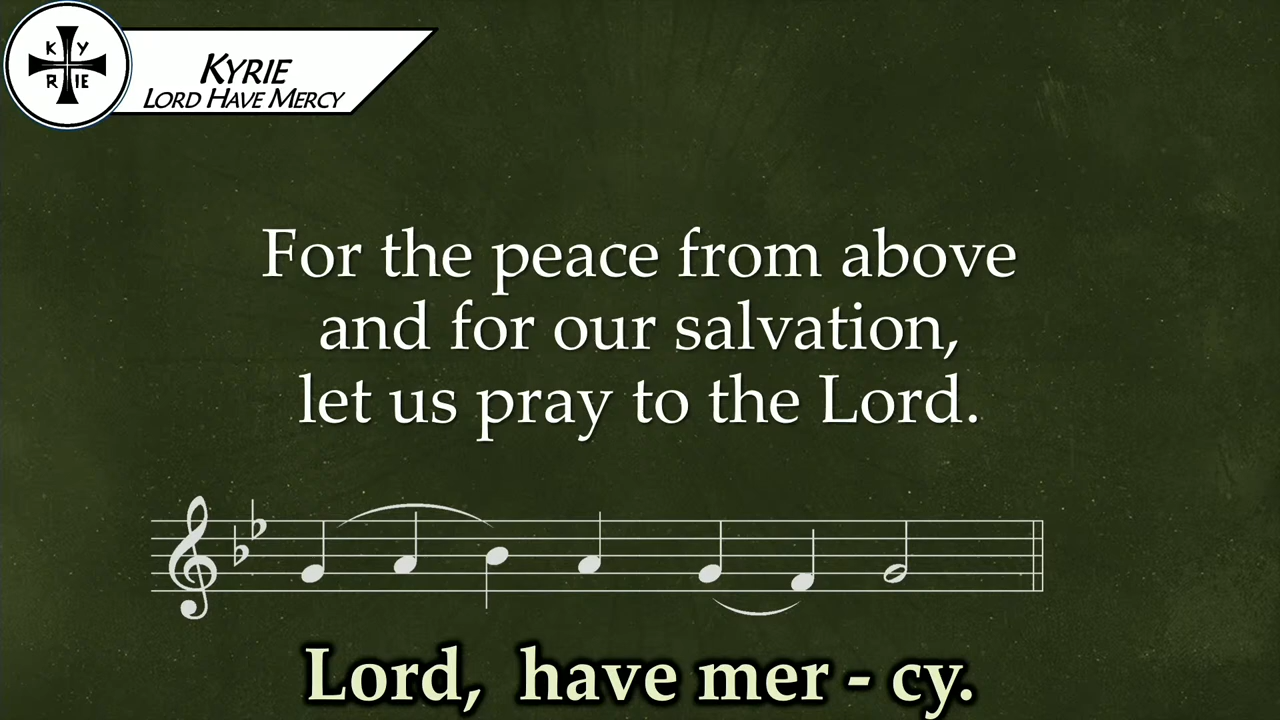 K Y
R IE
KYRIE
LORD HAVE MERCY
For the peace from above
and for our salvation,
let us pray to the Lord.
Lord, have mer - cy.